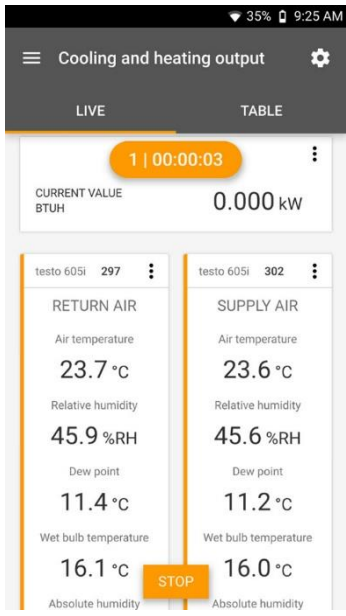 35% 9:25 AM
Cooling and heating output
LIVE TABLE
1 | 00:00:03
CURRENT VALUE
BTUH
0.000 kW
testo 605i 297
RETURN AIR
Air temperature
23.7 °C
Relative humidity
45.9 %RH
Dew point
11.4 °C
Wet bulb temperature
16.1 °C
Absolute humidity
testo 605i 302
SUPPLY AIR
Air temperature
23.6 °C
Relative humidity
45.6 %RH
Dew point
11.2 °C
Wet bulb temperature
16.0 °C
Absolute humidity
STOP